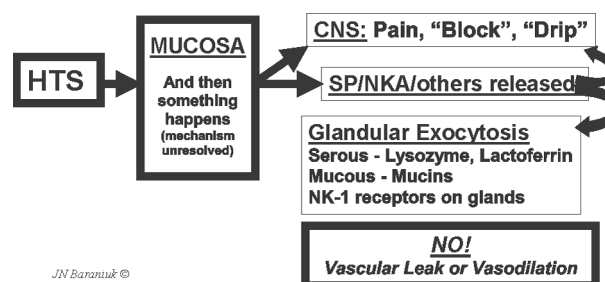 HTS
MUCOSA
And then
something
happens
(mechanism
unresolved)
CNS: Pain, “Block”, “Drip”
SP/NKA/others released
Glandular Exocytosis
Serous - Lysozyme, Lactoferrin
Mucous - Mucins
NK-1 receptors on glands
NO!
Vascular Leak or Vasodilation
JN Baraniuk ©